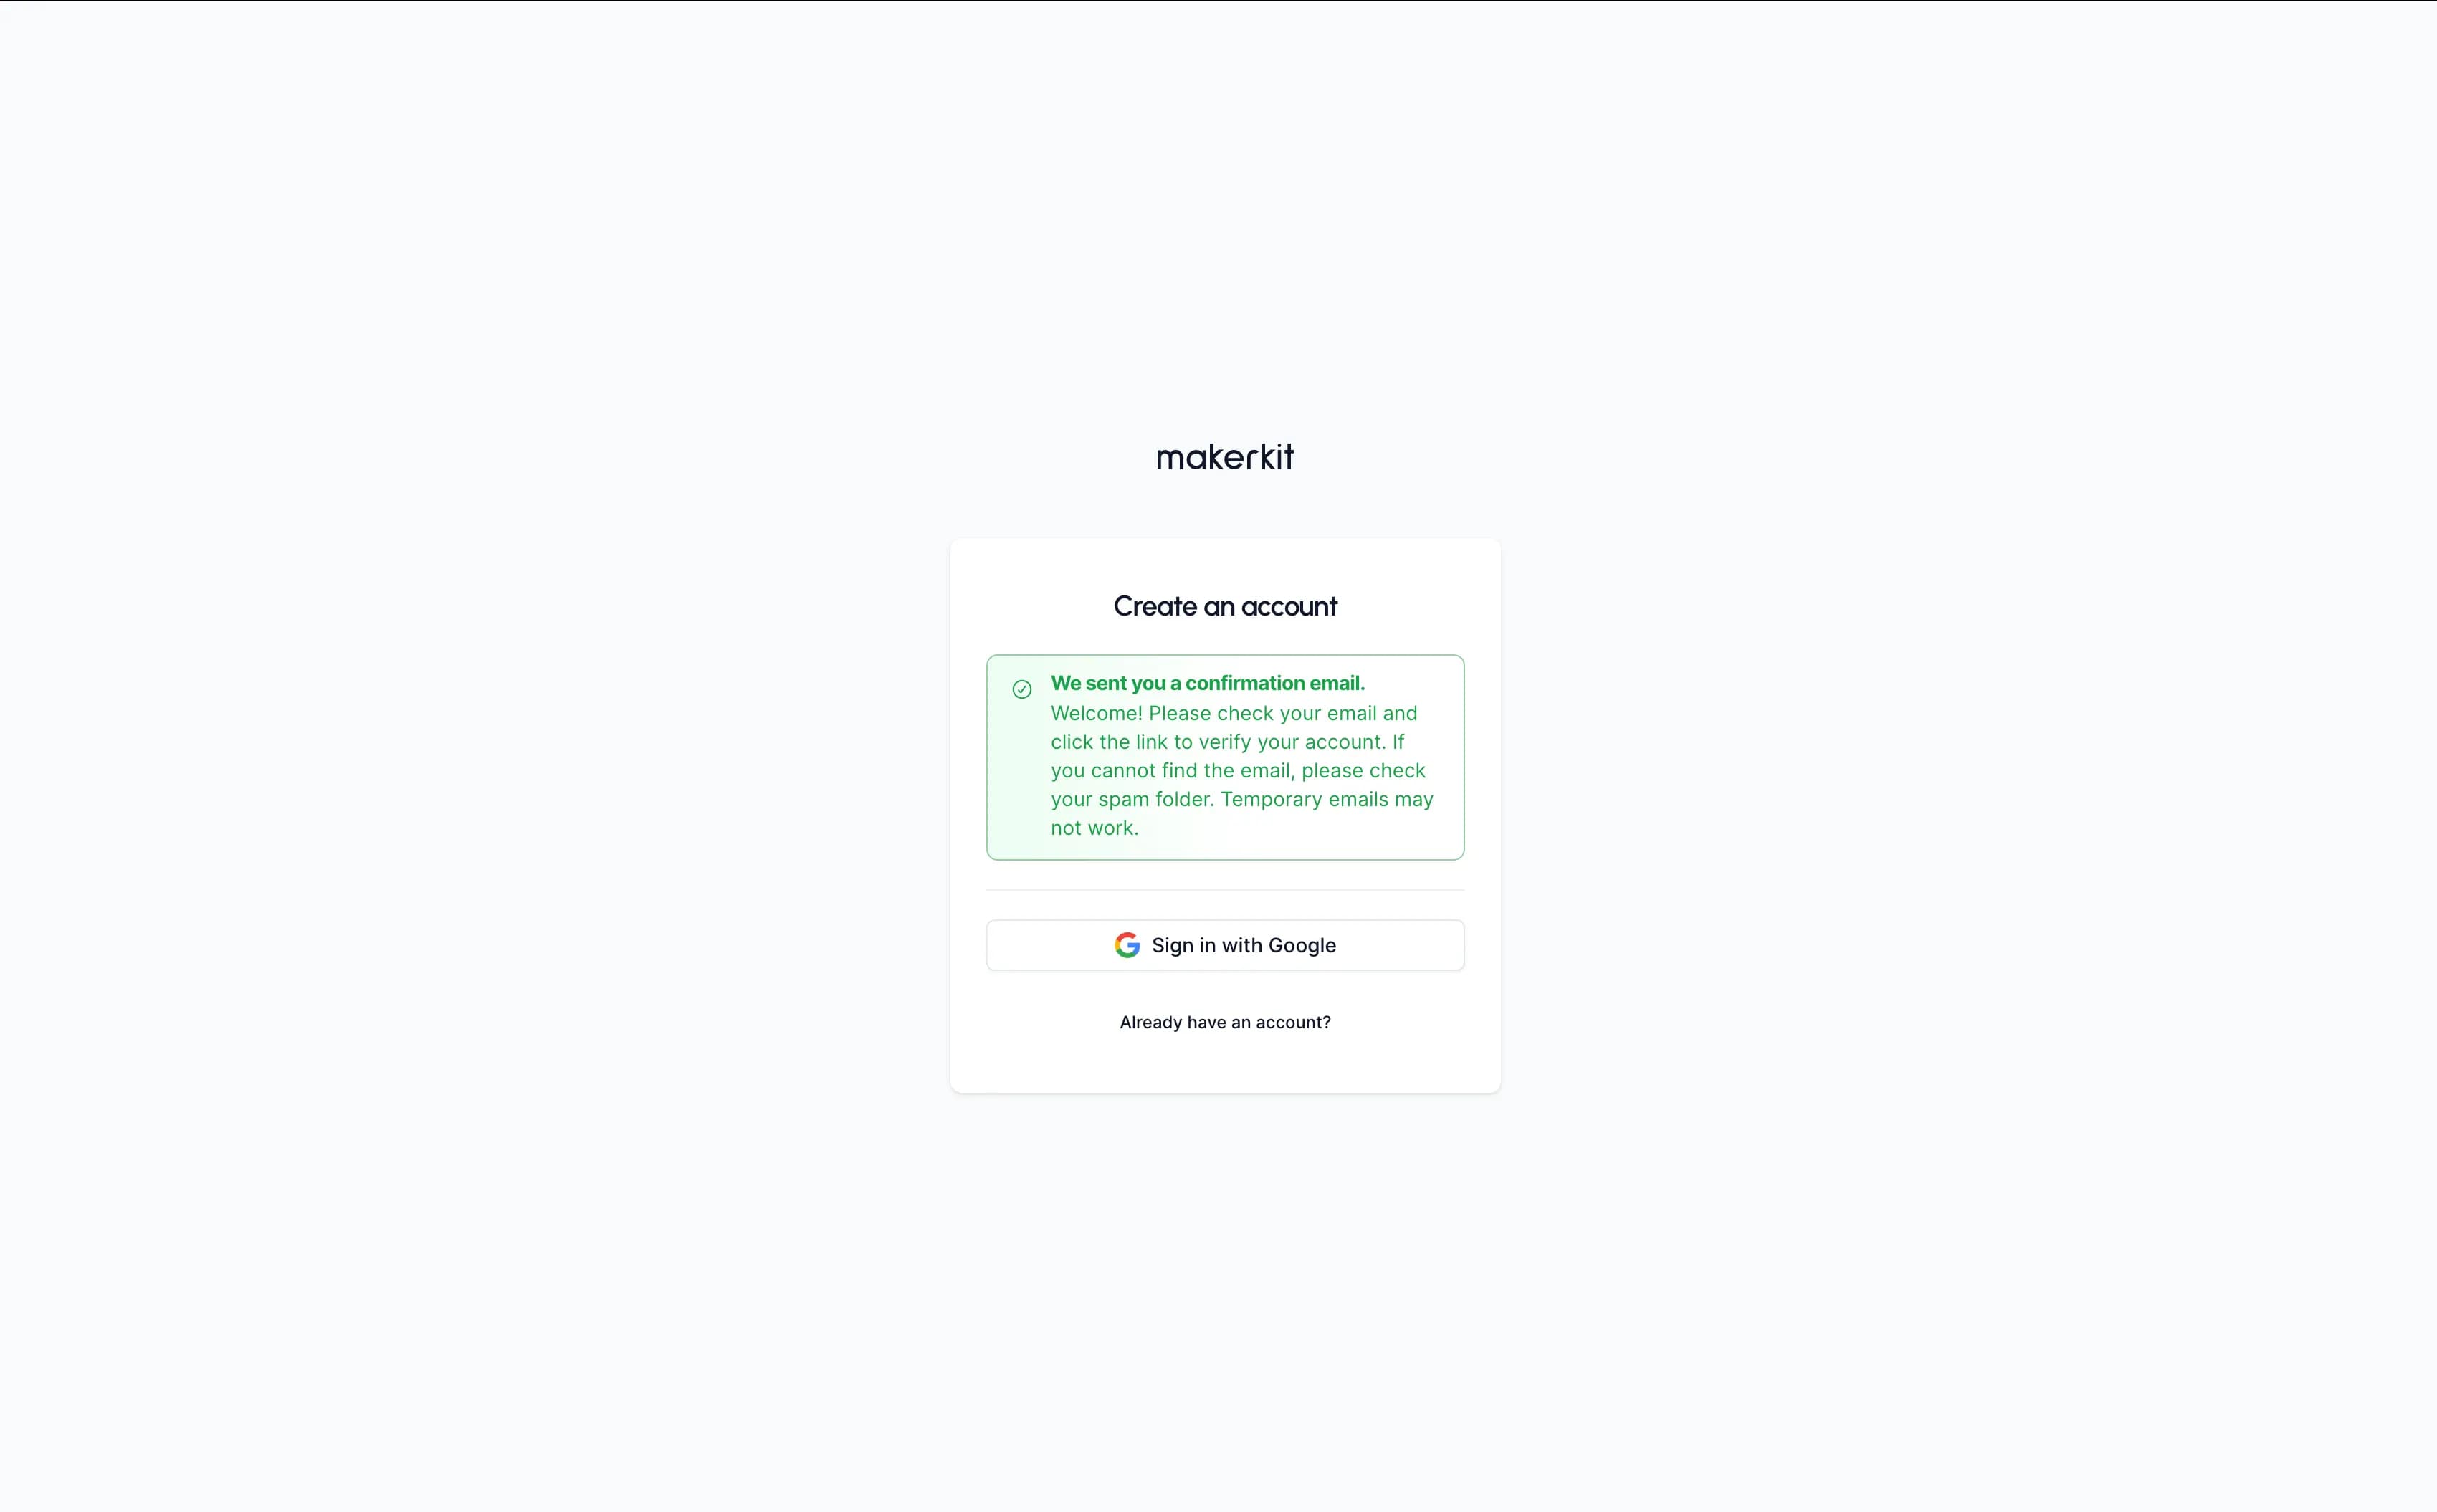 makerkit
Create an account
We sent you a confirmation email.
Welcome! Please check your email and
click the link to verify your account. If
you cannot find the email, please check
your spam folder. Temporary emails may
not work.
Sign in with Google
Already have an account?